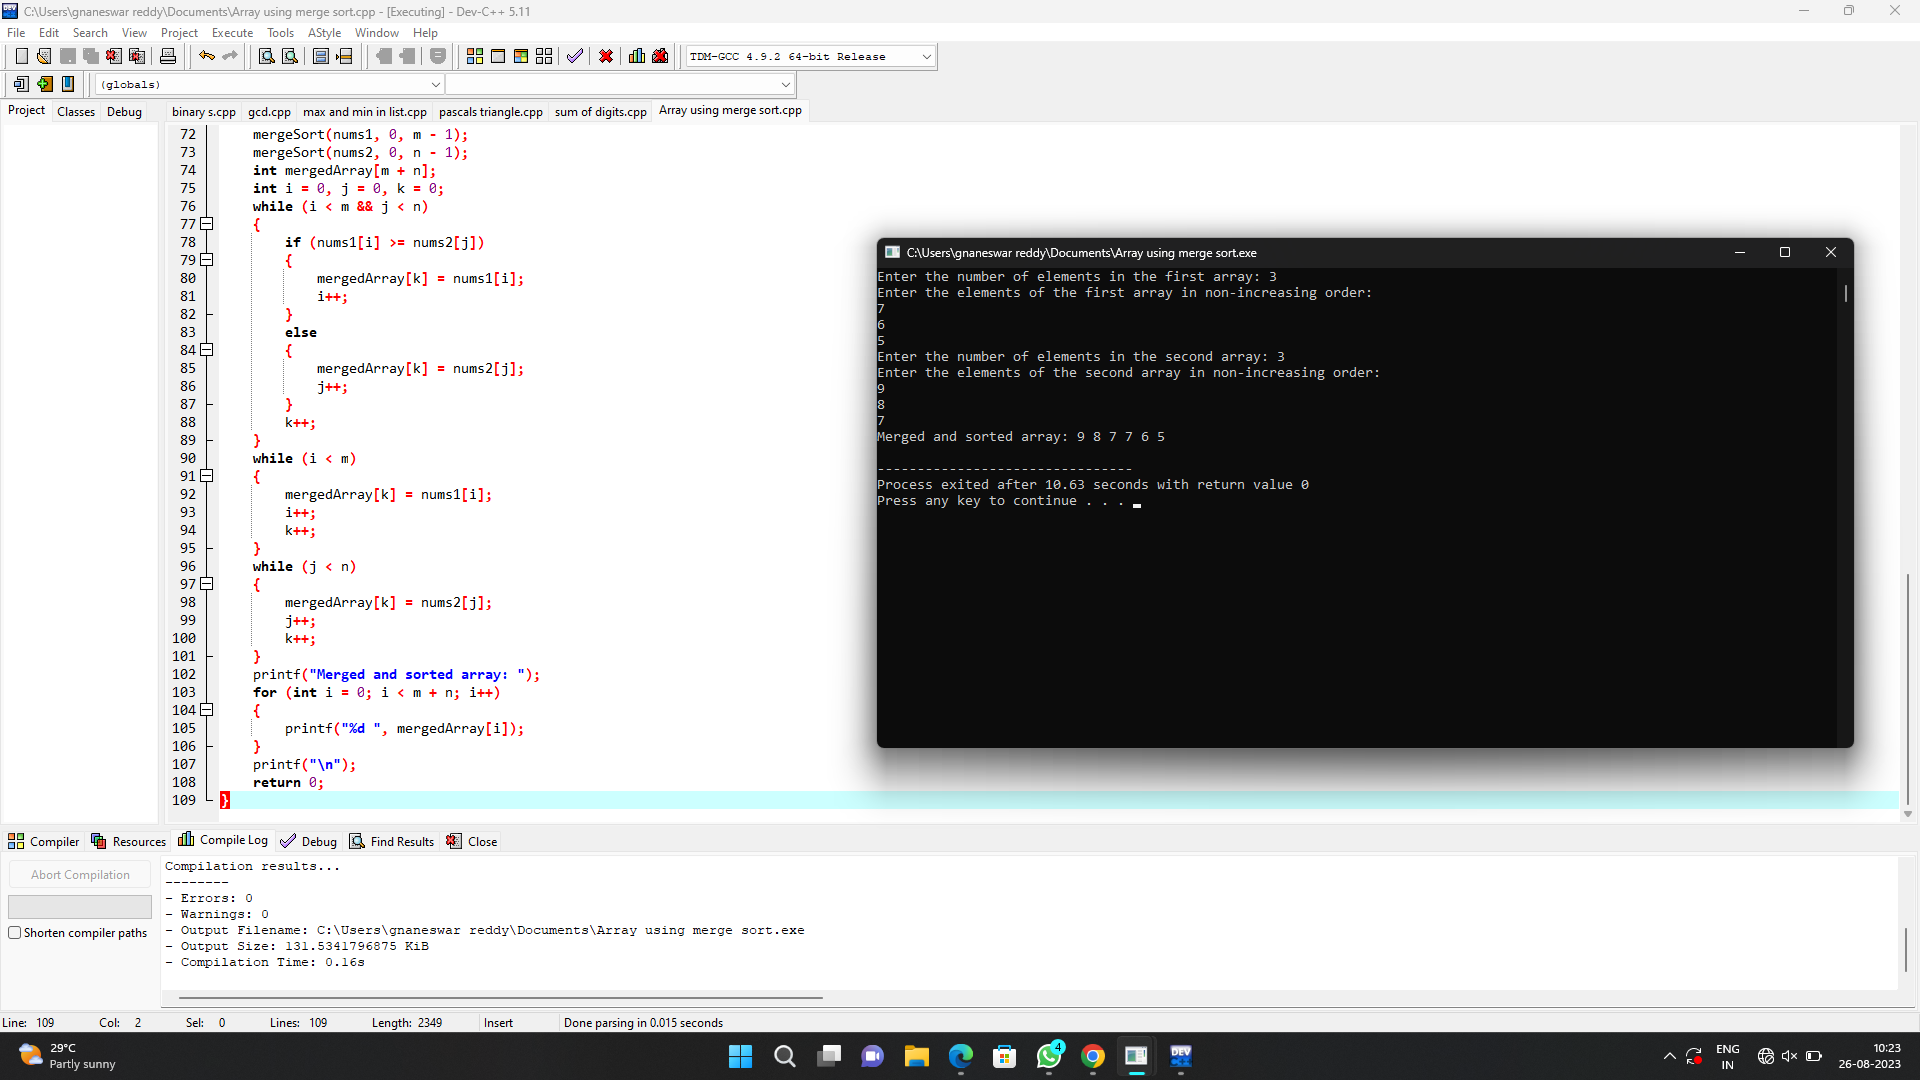 C:\Users\gnaneswar reddy\Documents\Array using merge sort.cpp - [Executing] - Dev-C++ 5.11
File Edit Search View Project Execute Tools AStyle Window Help
TDM-GCC 4.9.2 64-bit Release
(globals)
Project Classes Debug
binary s.cpp gcd.cpp max and min in list.cpp pascals triangle.cpp sum of digits.cpp Array using merge sort.cpp
72 mergeSort(nums1, 0, m - 1);
73 mergeSort(nums2, 0, n - 1);
74 int mergedArray[m + n];
75 int i = 0, j = 0, k = 0;
76 while (i < m && j < n)
77 {
78 if (nums1[i] >= nums2[j])
79 {
80 mergedArray[k] = nums1[i];
81 i++;
82 }
83 else
84 {
85 mergedArray[k] = nums2[j];
86 j++;
87 }
88 k++;
89 }
90 while (i < m)
91 {
92 mergedArray[k] = nums1[i];
93 i++;
94 k++;
95 }
96 while (j < n)
97 {
98 mergedArray[k] = nums2[j];
99 j++;
100 k++;
101 }
102 printf("Merged and sorted array: ");
103 for (int i = 0; i < m + n; i++)
104 {
105 printf("%d ", mergedArray[i]);
106 }
107 printf("\n");
108 return 0;
109 }
C:\Users\gnaneswar reddy\Documents\Array using merge sort.exe
Enter the number of elements in the first array: 3
Enter the elements of the first array in non-increasing order:
7
6
5
Enter the number of elements in the second array: 3
Enter the elements of the second array in non-increasing order:
9
8
7
Merged and sorted array: 9 8 7 7 6 5
--------------------------------
Process exited after 10.63 seconds with return value 0
Press any key to continue . . .
Compiler Resources Compile Log Debug Find Results Close
Abort Compilation
Shorten compiler paths
Compilation results...
--------
- Errors: 0
- Warnings: 0
- Output Filename: C:\Users\gnaneswar reddy\Documents\Array using merge sort.exe
- Output Size: 131.5341796875 KiB
- Compilation Time: 0.16s
Line: 109 Col: 2 Sel: 0 Lines: 109 Length: 2349 Insert Done parsing in 0.015 seconds
29°C
Partly sunny
4
DEV
ENG
IN
10:23
26-08-2023